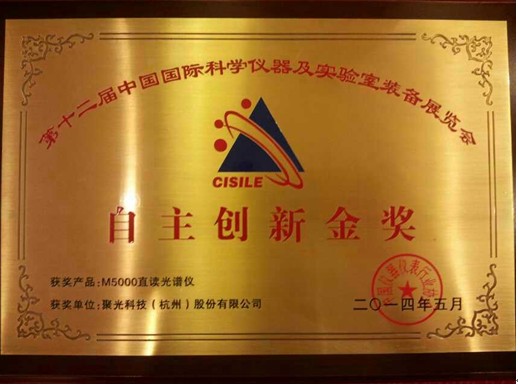 第十二届中国国际科学仪器及实验室装备展览会
CISILE
自主创新金奖
获奖产品:M5000直读光谱仪
获奖单位:聚光科技(杭州)股份有限公司
二〇一四年五月